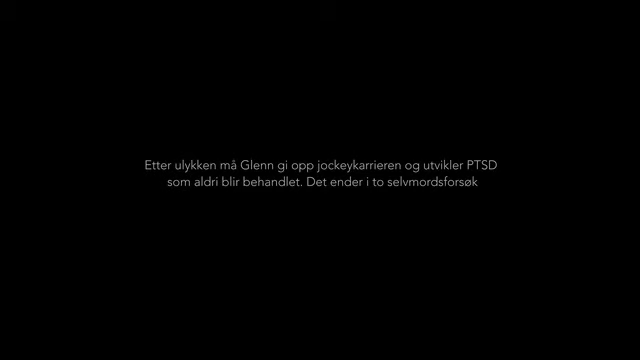 Etter ulykken må Glenn gi opp jockeykarrieren og utvikler PTSD
som aldri blir behandlet. Det ender i to selvmordsforsøk